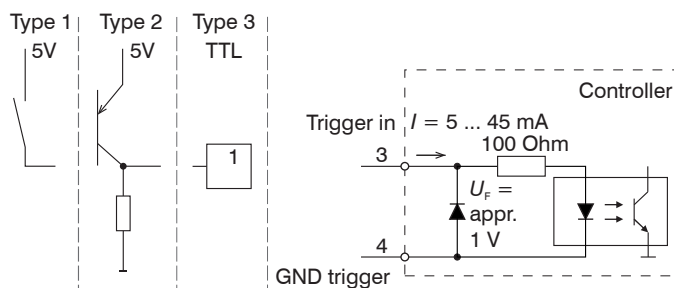 Type 1 Type 2 Type 3
5V 5V TTL
1
Controller
Trigger in I = 5 ... 45 mA
100 Ohm
3
U_F =
appr.
1 V
4
GND trigger